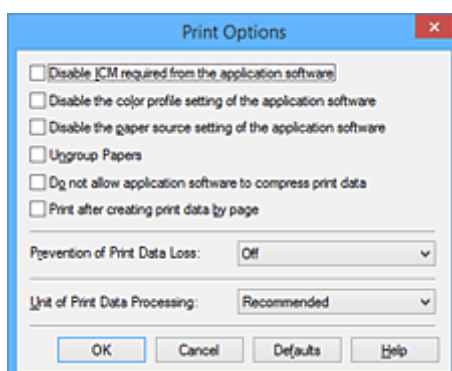 Print Options
Disable ICM required from the application software
Disable the color profile setting of the application software
Disable the paper source setting of the application software
Ungroup Papers
Do not allow application software to compress print data
Print after creating print data by page
Prevention of Print Data Loss: Off
Unit of Print Data Processing: Recommended
OK Cancel Defaults Help